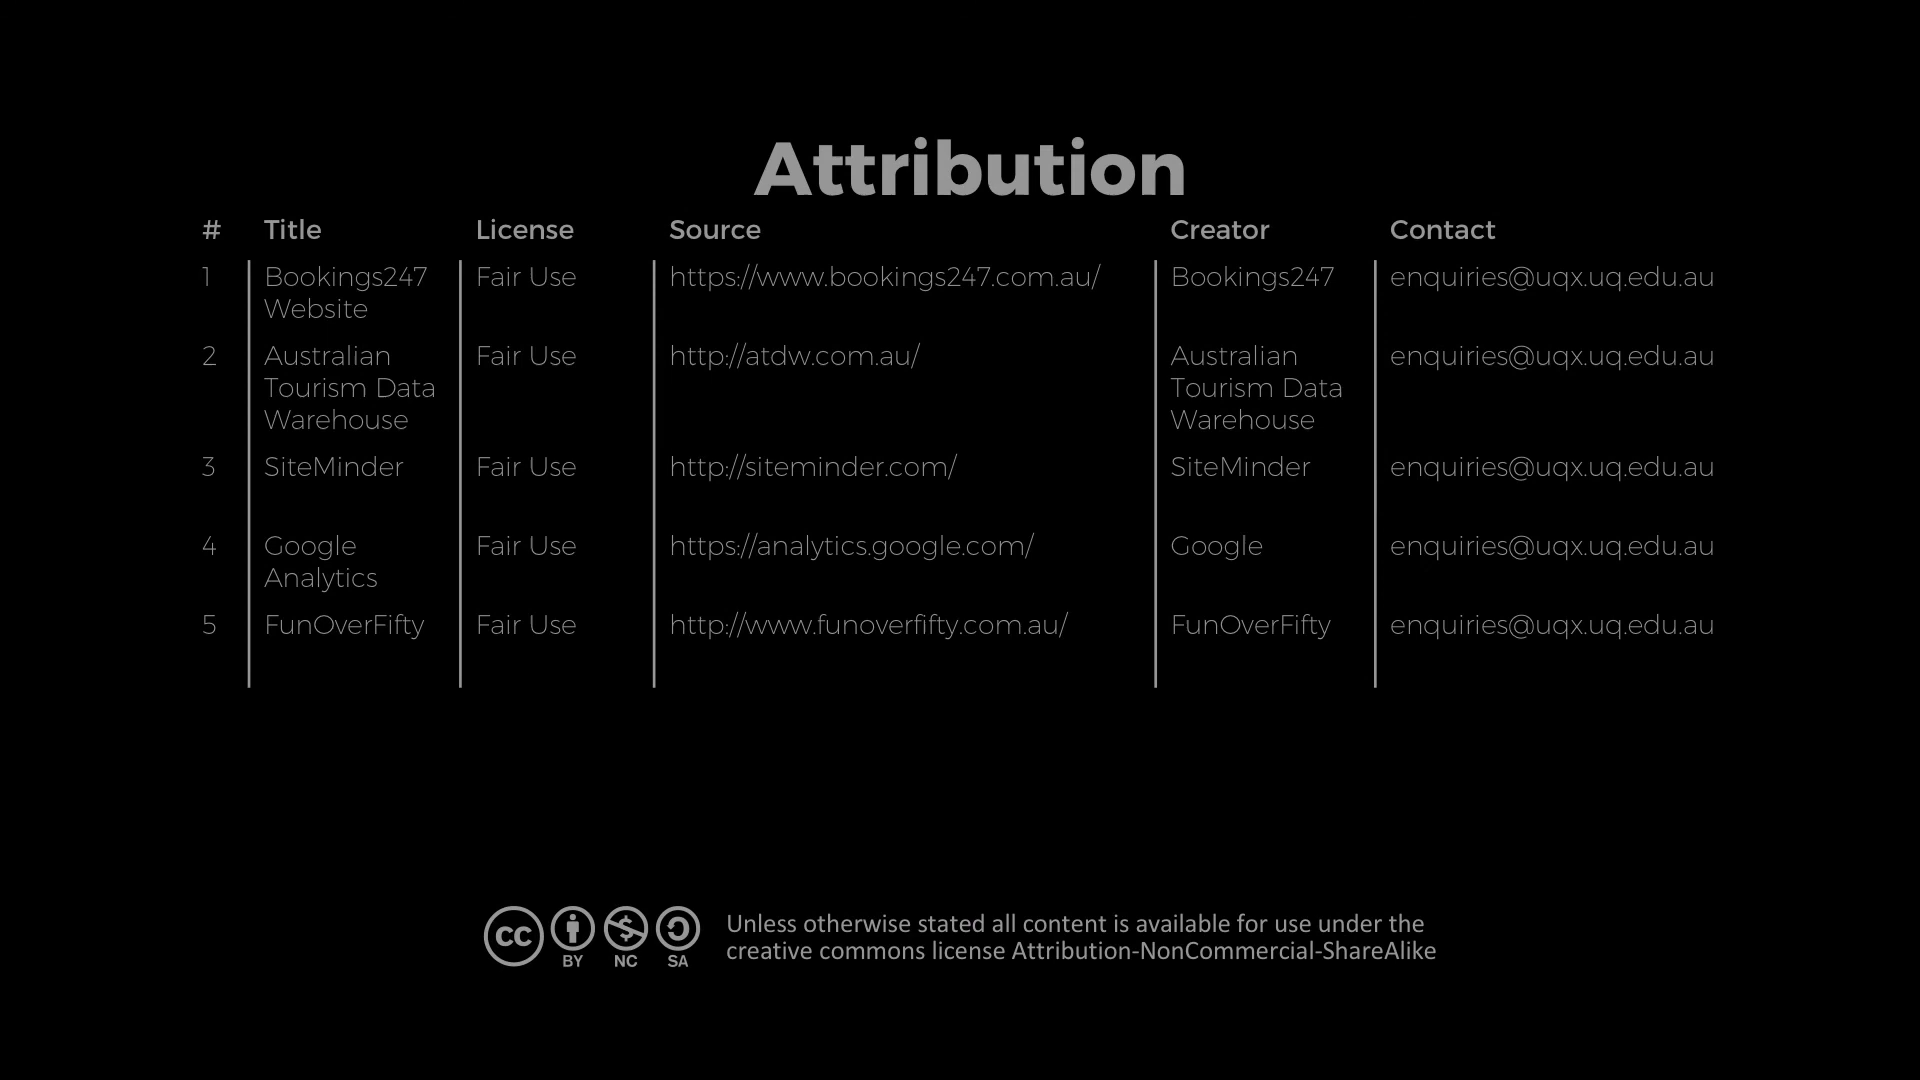 Attribution
# Title License Source Creator Contact
1 Bookings247 Fair Use https://www.bookings247.com.au/ Bookings247 enquiries@uqx.uq.edu.au
Website
2 Australian Fair Use http://atdw.com.au/ Australian enquiries@uqx.uq.edu.au
Tourism Data Tourism Data
Warehouse Warehouse
3 SiteMinder Fair Use http://siteminder.com/ SiteMinder enquiries@uqx.uq.edu.au
4 Google Fair Use https://analytics.google.com/ Google enquiries@uqx.uq.edu.au
Analytics
5 FunOverFifty Fair Use http://www.funoverfifty.com.au/ FunOverFifty enquiries@uqx.uq.edu.au
cc BY NC SA
Unless otherwise stated all content is available for use under the
creative commons license Attribution-NonCommercial-ShareAlike